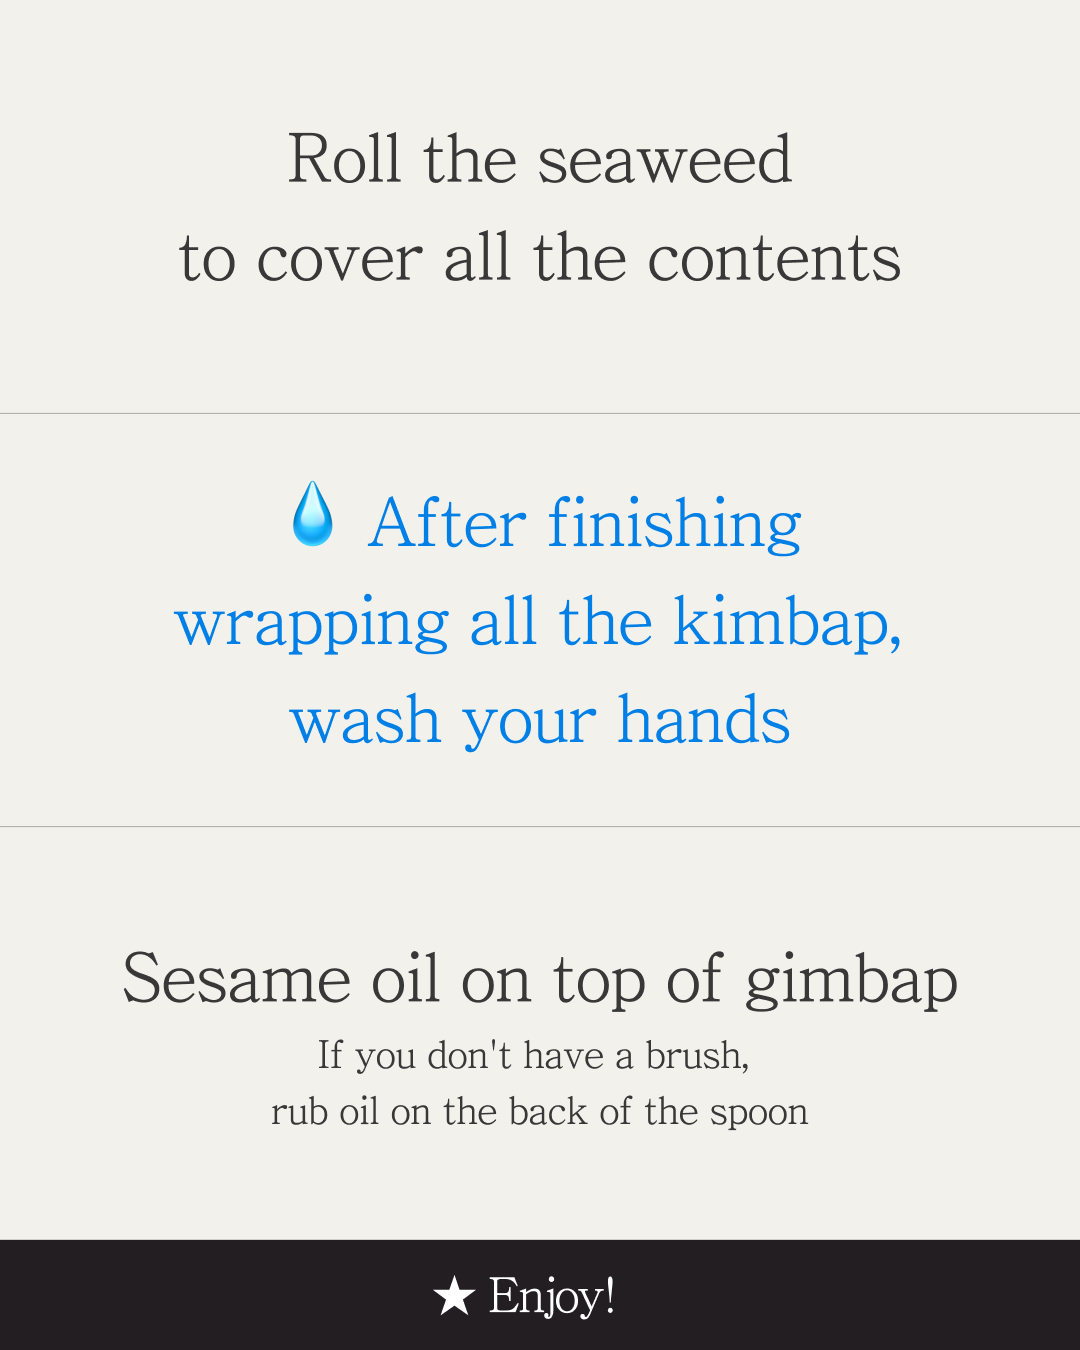 Roll the seaweed
to cover all the contents
💧 After finishing
wrapping all the kimbap,
wash your hands
Sesame oil on top of gimbap
If you don't have a brush,
rub oil on the back of the spoon
★ Enjoy!